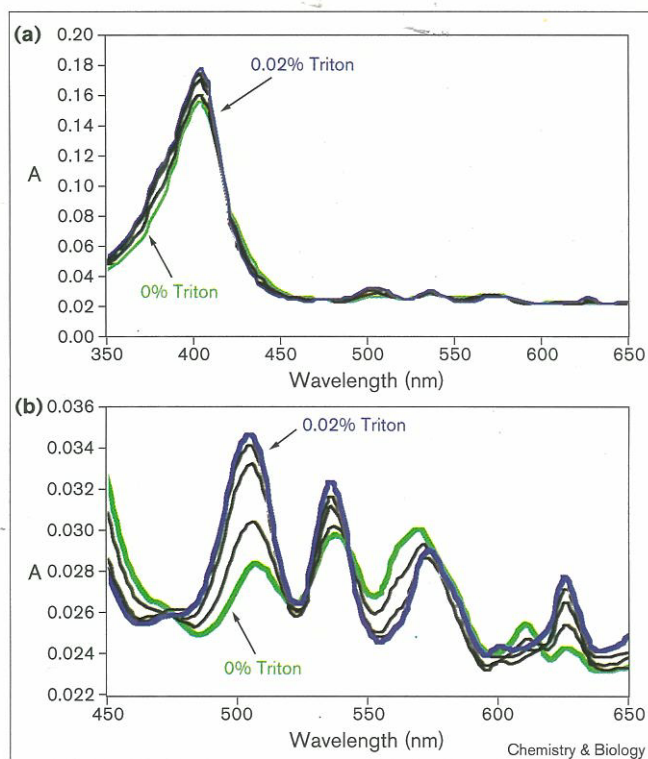 (a)
0.20
0.18
0.16
0.14
0.12
A
0.10
0.08
0.06
0.04
0.02
0.00
0.02% Triton
0% Triton
350 400 450 500 550 600 650
Wavelength (nm)
(b)
0.036
0.034
0.032
0.030
A
0.028
0.026
0.024
0.022
0.02% Triton
0% Triton
450 500 550 600 650
Wavelength (nm)
Chemistry & Biology